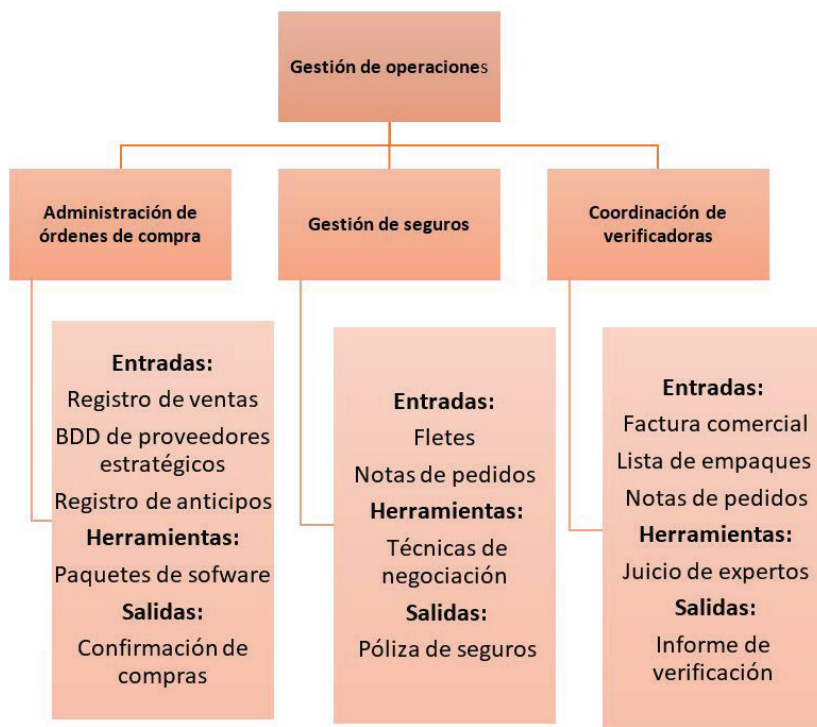 Gestión de operaciones
Administración de
órdenes de compra
Gestión de seguros
Coordinación de
verificadoras
Entradas:
Registro de ventas
BDD de proveedores
estratégicos
Registro de anticipos
Herramientas:
Paquetes de sofware
Salidas:
Confirmación de
compras
Entradas:
Fletes
Notas de pedidos
Herramientas:
Técnicas de
negociación
Salidas:
Póliza de seguros
Entradas:
Factura comercial
Lista de empaques
Notas de pedidos
Herramientas:
Juicio de expertos
Salidas:
Informe de
verificación